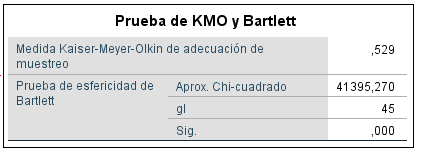 Prueba de KMO y Bartlett
Medida Kaiser-Meyer-Olkin de adecuación de
muestreo
,529
Prueba de esfericidad de
Bartlett
Aprox. Chi-cuadrado
41395,270
gl
45
Sig.
,000